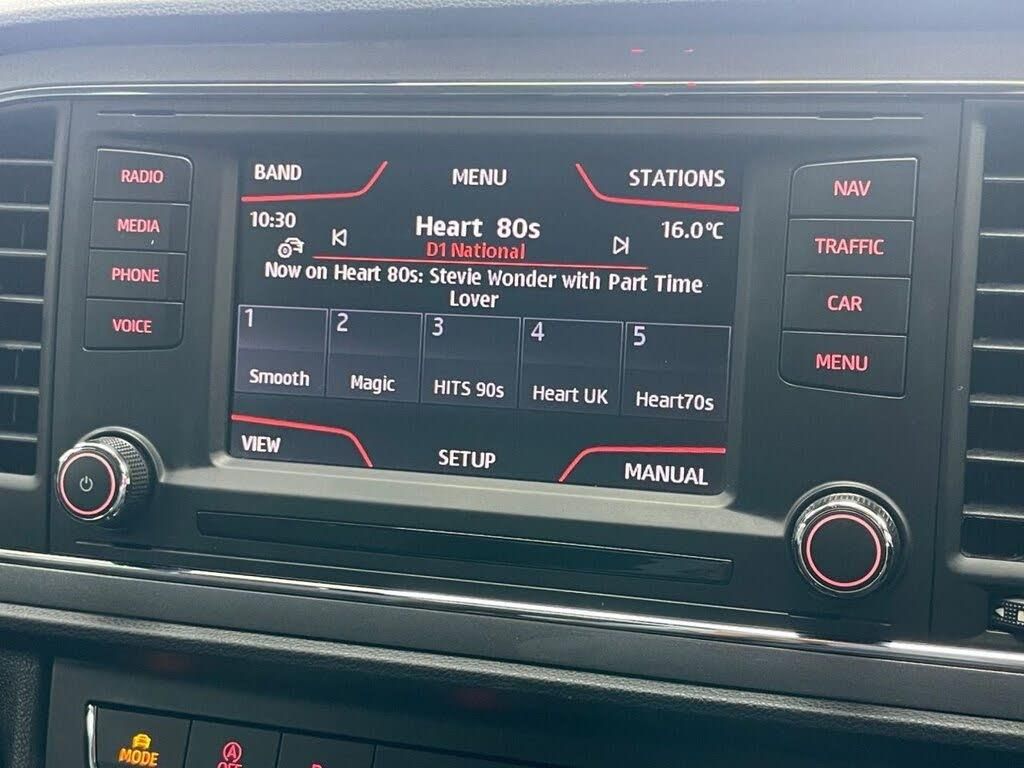 BAND MENU STATIONS
10:30 Heart 80s 16.0°C
D1 National
Now on Heart 80s: Stevie Wonder with Part Time
Lover
1 2 3 4 5
Smooth Magic HITS 90s Heart UK Heart70s
VIEW SETUP MANUAL
RADIO
MEDIA
PHONE
VOICE
NAV
TRAFFIC
CAR
MENU
MODE
A
OFF